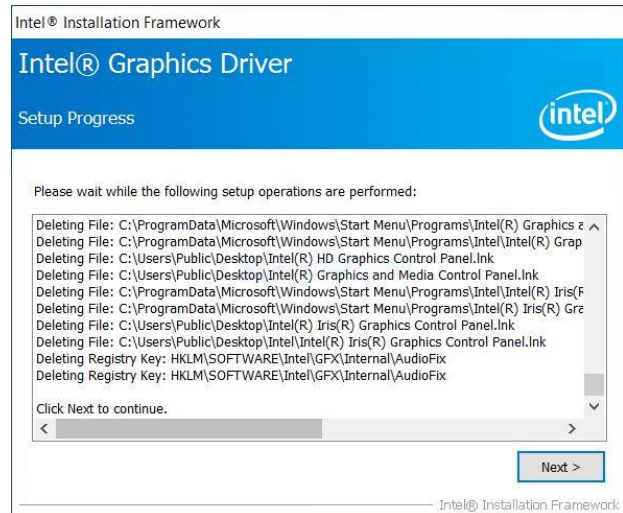 Intel® Installation Framework
Intel® Graphics Driver
Setup Progress
intel
Please wait while the following setup operations are performed:
Deleting File: C:\ProgramData\Microsoft\Windows\Start Menu\Programs\Intel(R) Graphics a
Deleting File: C:\ProgramData\Microsoft\Windows\Start Menu\Programs\Intel\Intel(R) Grap
Deleting File: C:\Users\Public\Desktop\Intel(R) HD Graphics Control Panel.lnk
Deleting File: C:\Users\Public\Desktop\Intel(R) Graphics and Media Control Panel.lnk
Deleting File: C:\ProgramData\Microsoft\Windows\Start Menu\Programs\Intel\Intel(R) Iris(R
Deleting File: C:\ProgramData\Microsoft\Windows\Start Menu\Programs\Intel(R) Iris(R) Gra
Deleting File: C:\Users\Public\Desktop\Intel(R) Iris(R) Graphics Control Panel.lnk
Deleting File: C:\Users\Public\Desktop\Intel\Intel(R) Iris(R) Graphics Control Panel.lnk
Deleting Registry Key: HKLM\SOFTWARE\Intel\GFX\Internal\AudioFix
Deleting Registry Key: HKLM\SOFTWARE\Intel\GFX\Internal\AudioFix
Click Next to continue.
Next >
Intel® Installation Framework